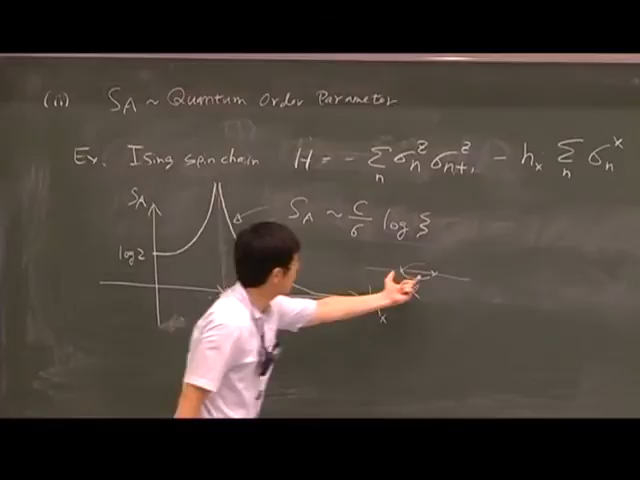 (ii) S_A ~ Quantum Order Parameter
Ex. Ising spin chain H = - Σ_n σ_n^z σ_{n+1}^z - h_x Σ_n σ_n^x
S_A
S_A ~ c/6 log ξ
log 2
x